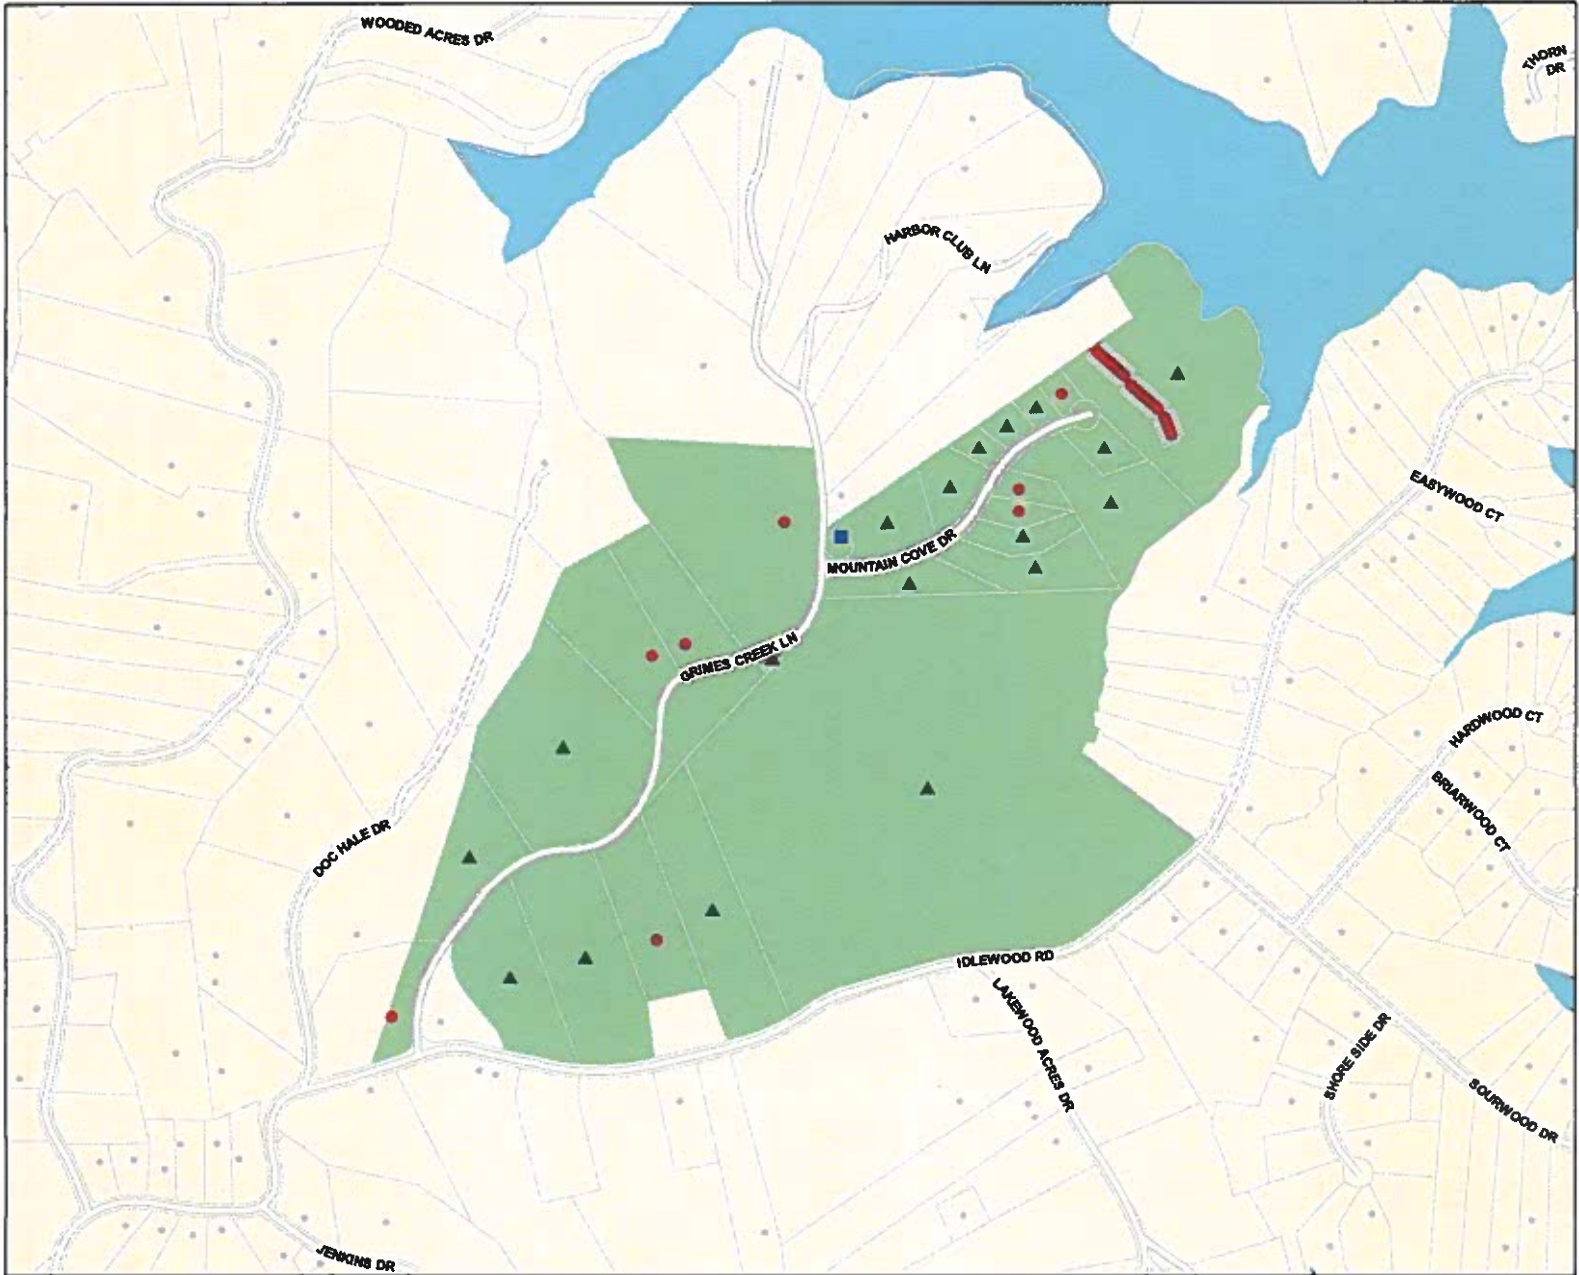 WOODED ACRES DR
THORN
DR
HARBOR CLUB LN
EASYWOOD CT
MOUNTAIN COVE DR
GRIMES CREEK LN
HARDWOOD CT
BRIARWOOD CT
DOC HALE DR
IDLEWOOD RD
LAKEWOOD ACRES DR
SHORE SIDE DR
SOURWOOD DR
JENKINS DR